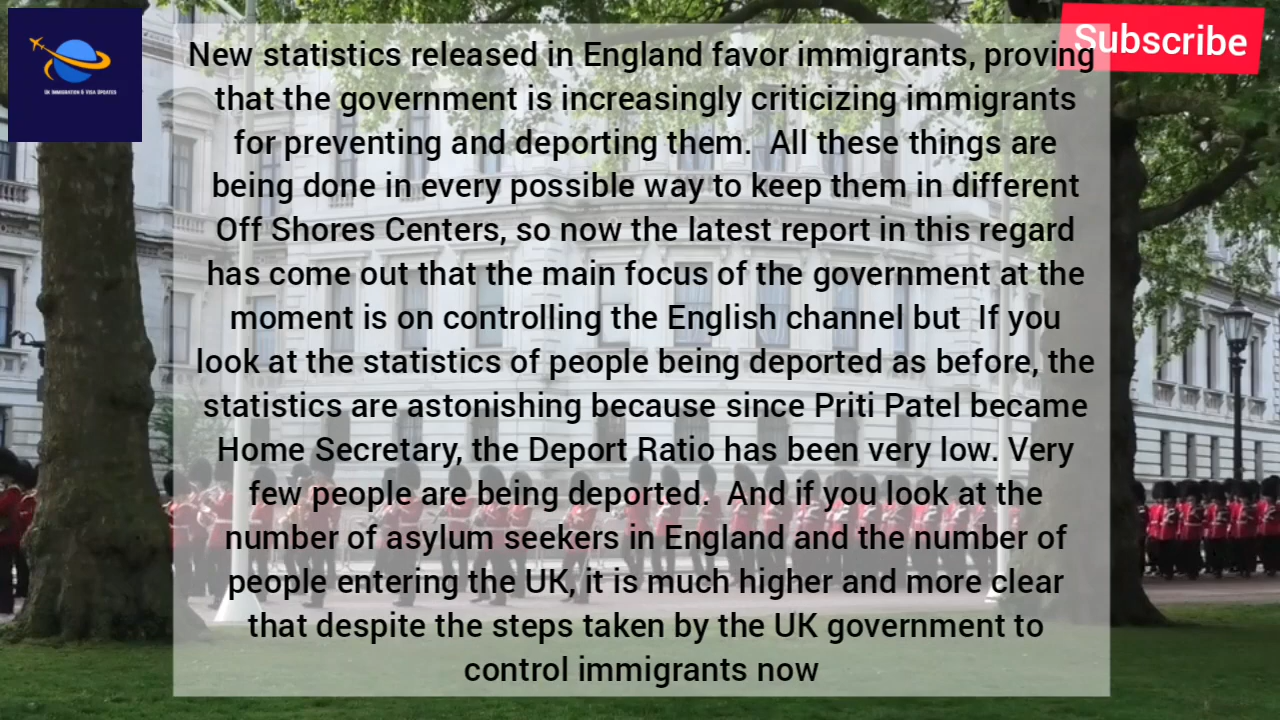 Subscribe
UK IMMIGRATION & VISA UPDATES
New statistics released in England favor immigrants, proving
that the government is increasingly criticizing immigrants
for preventing and deporting them.  All these things are
being done in every possible way to keep them in different
Off Shores Centers, so now the latest report in this regard
has come out that the main focus of the government at the
moment is on controlling the English channel but  If you
look at the statistics of people being deported as before, the
statistics are astonishing because since Priti Patel became
Home Secretary, the Deport Ratio has been very low. Very
few people are being deported.  And if you look at the
number of asylum seekers in England and the number of
people entering the UK, it is much higher and more clear
that despite the steps taken by the UK government to
control immigrants now